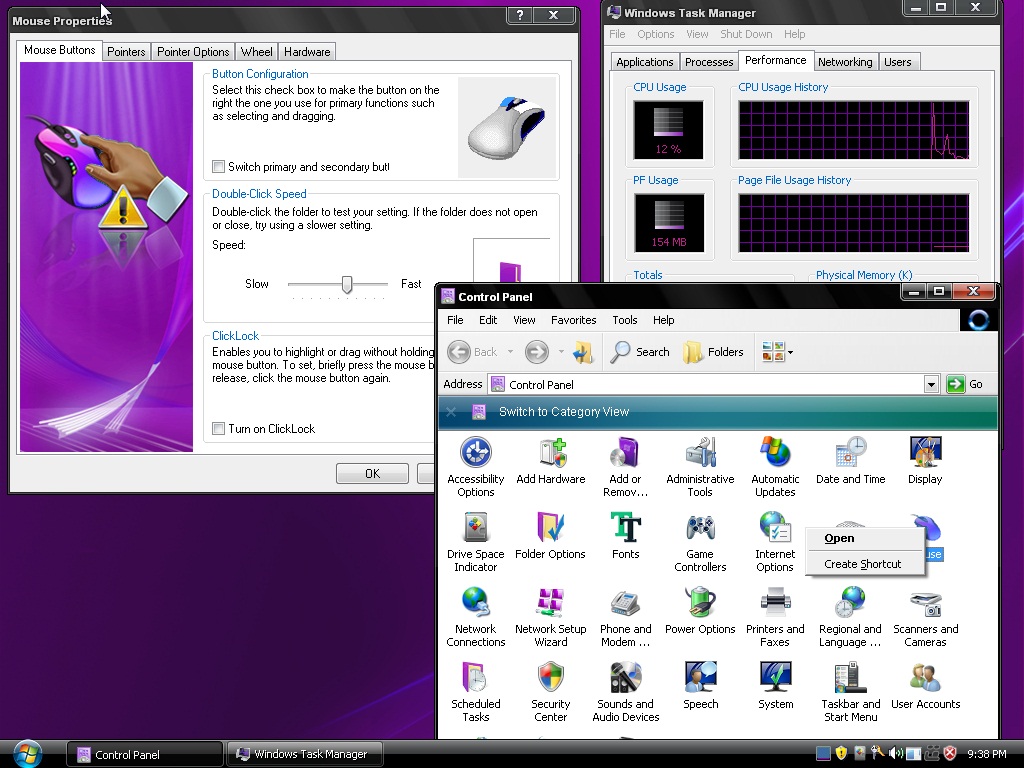 Mouse Properties
?
X
Mouse Buttons
Pointers
Pointer Options
Wheel
Hardware
Button Configuration
Select this check box to make the button on the
right the one you use for primary functions such
as selecting and dragging.
Switch primary and secondary butt
Double-Click Speed
Double-click the folder to test your setting. If the folder does not open
or close, try using a slower setting.
Speed:
Slow
Fast
ClickLock
Enables you to highlight or drag without holding
mouse button. To set, briefly press the mouse b
release, click the mouse button again.
Turn on ClickLock
OK
Windows Task Manager
File Options View Shut Down Help
Applications
Processes
Performance
Networking
Users
CPU Usage
CPU Usage History
12 %
PF Usage
Page File Usage History
154 MB
Totals
Physical Memory (K)
Control Panel
File Edit View Favorites Tools Help
Back
Search
Folders
Address
Control Panel
Go
Switch to Category View
Accessibility
Options
Add Hardware
Add or
Remov...
Administrative
Tools
Automatic
Updates
Date and Time
Display
Drive Space
Indicator
Folder Options
Fonts
Game
Controllers
Internet
Options
Open
Create Shortcut
use
Network
Connections
Network Setup
Wizard
Phone and
Modem ...
Power Options
Printers and
Faxes
Regional and
Language ...
Scanners and
Cameras
Scheduled
Tasks
Security
Center
Sounds and
Audio Devices
Speech
System
Taskbar and
Start Menu
User Accounts
Control Panel
Windows Task Manager
9:38 PM